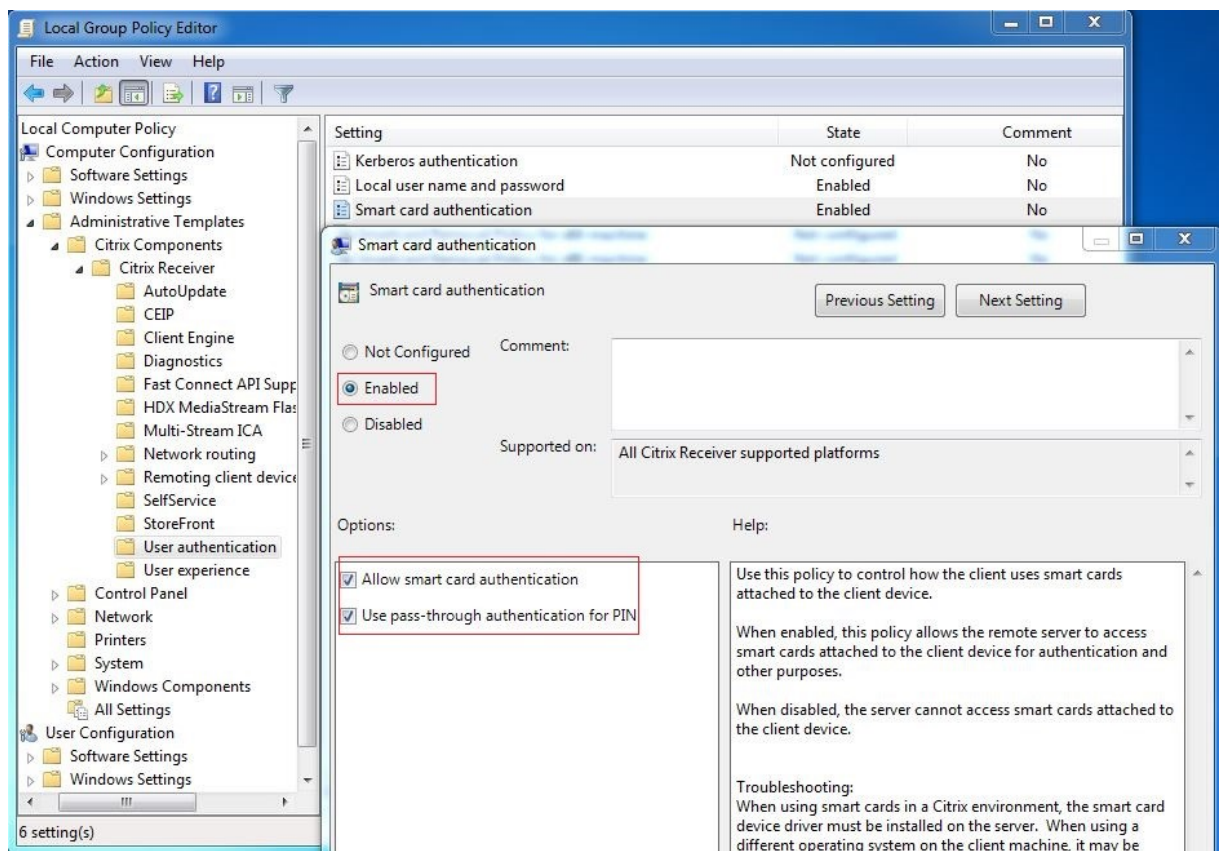 Local Group Policy Editor
File Action View Help
Local Computer Policy
Computer Configuration
Software Settings
Windows Settings
Administrative Templates
Citrix Components
Citrix Receiver
AutoUpdate
CEIP
Client Engine
Diagnostics
Fast Connect API Supp
HDX MediaStream Flas
Multi-Stream ICA
Network routing
Remoting client device
SelfService
StoreFront
User authentication
User experience
Control Panel
Network
Printers
System
Windows Components
All Settings
User Configuration
Software Settings
Windows Settings
6 setting(s)
Setting State Comment
Kerberos authentication Not configured No
Local user name and password Enabled No
Smart card authentication Enabled No
Smart card authentication
Smart card authentication
Previous Setting Next Setting
Not Configured
Enabled
Disabled
Comment:
Supported on: All Citrix Receiver supported platforms
Options:
Allow smart card authentication
Use pass-through authentication for PIN
Help:
Use this policy to control how the client uses smart cards
attached to the client device.
When enabled, this policy allows the remote server to access
smart cards attached to the client device for authentication and
other purposes.
When disabled, the server cannot access smart cards attached to
the client device.
Troubleshooting:
When using smart cards in a Citrix environment, the smart card
device driver must be installed on the server. When using a
different operating system on the client machine, it may be